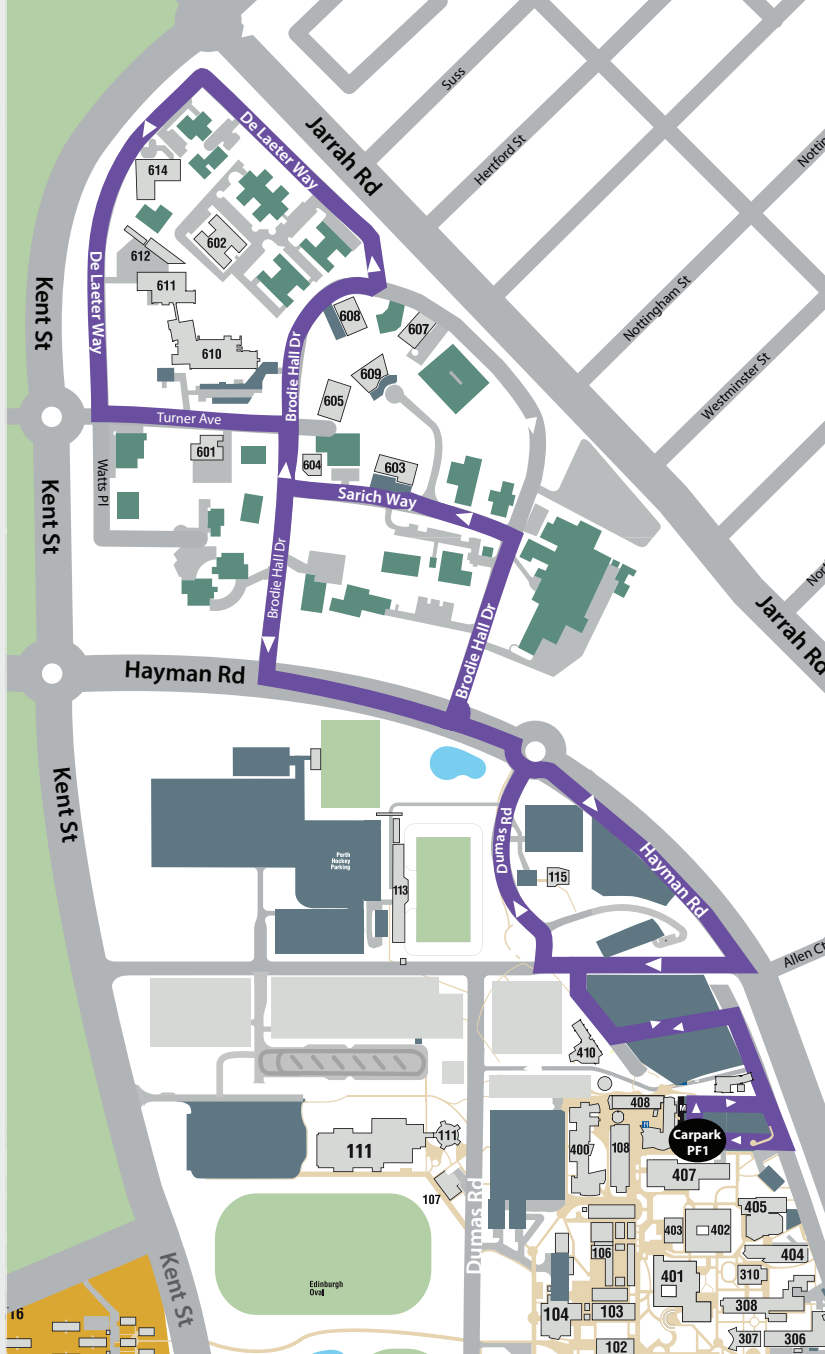 Suss
De Laeter Way
Jarrah Rd
Hertford St
614
602
612
De Laeter Way
611
Kent St
608
607
Nottingham St
610
Brodie Hall Dr
609
Westminster St
605
Turner Ave
601
604
603
Watts Pl
Sarich Way
Kent St
Brodie Hall Dr
Jarrah Rd
Brodie Hall Dr
Hayman Rd
Kent St
Dumas Rd
Hayman Rd
Perth
Hockey
Parking
115
113
Allen Ct
410
408
M
400
108
Carpark
PF1
111
111
407
107
405
Dumas Rd
403
402
106
404
Kent St
401
310
Edinburgh
Oval
104
103
308
16
307
306
102